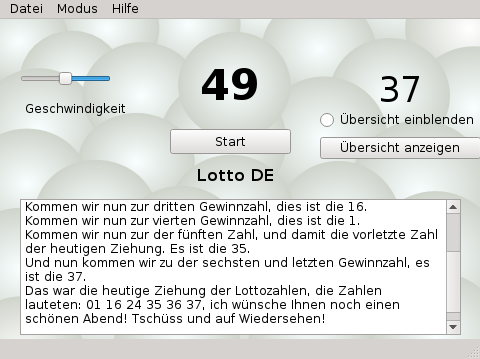 Datei Modus Hilfe
49
37
Geschwindigkeit
Übersicht einblenden
Start
Übersicht anzeigen
Lotto DE
Kommen wir nun zur dritten Gewinnzahl, dies ist die 16.
Kommen wir nun zur vierten Gewinnzahl, dies ist die 1.
Kommen wir nun zur der fünften Zahl, und damit die vorletzte Zahl
der heutigen Ziehung. Es ist die 35.
Und nun kommen wir zu der sechsten und letzten Gewinnzahl, es
ist die 37.
Das war die heutige Ziehung der Lottozahlen, die Zahlen
lauteten: 01 16 24 35 36 37, ich wünsche Ihnen noch einen
schönen Abend! Tschüss und auf Wiedersehen!